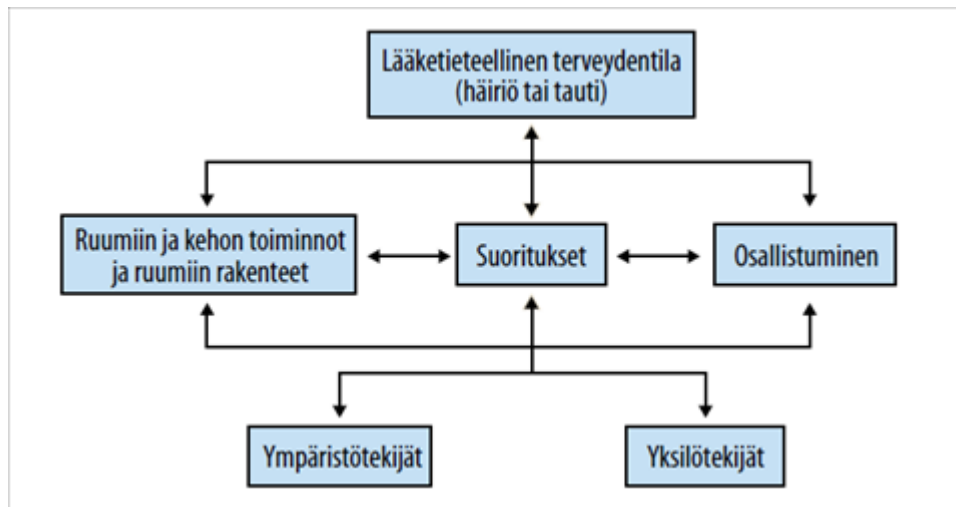 Lääketieteellinen terveydentila
(häiriö tai tauti)
Ruumiin ja kehon toiminnot
ja ruumiin rakenteet
Suoritukset
Osallistuminen
Ympäristötekijät
Yksilötekijät